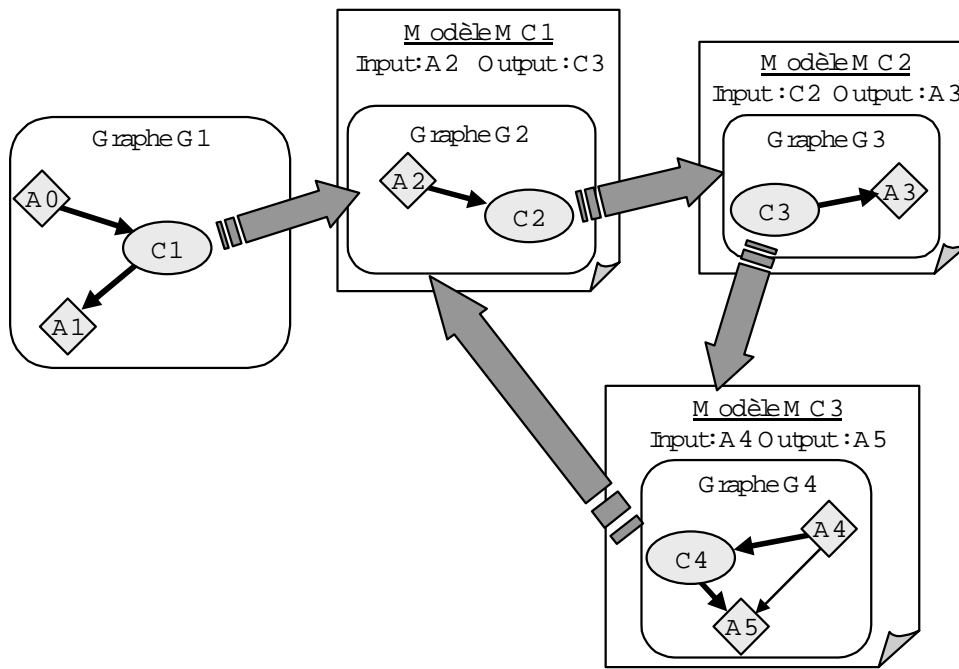 Modèle MC1
Input:A2 Output:C3
Graphe G2
A2
C2
Modèle MC2
Input:C2 Output:A3
Graphe G3
C3
A3
Graphe G1
A0
C1
A1
Modèle MC3
Input:A4 Output:A5
Graphe G4
A4
C4
A5